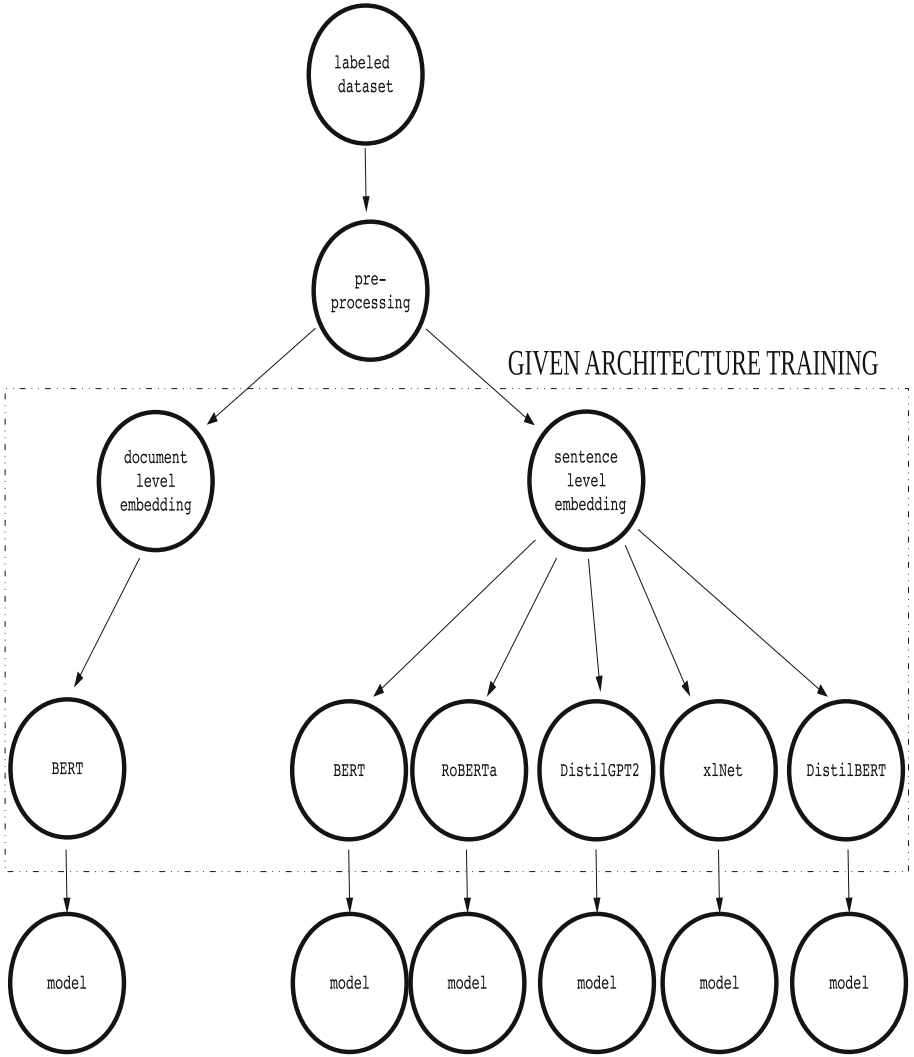 labeled
dataset
pre-
processing
GIVEN ARCHITECTURE TRAINING
document
level
embedding
sentence
level
embedding
BERT
BERT
RoBERTa
DistilGPT2
xlNet
DistilBERT
model
model
model
model
model
model